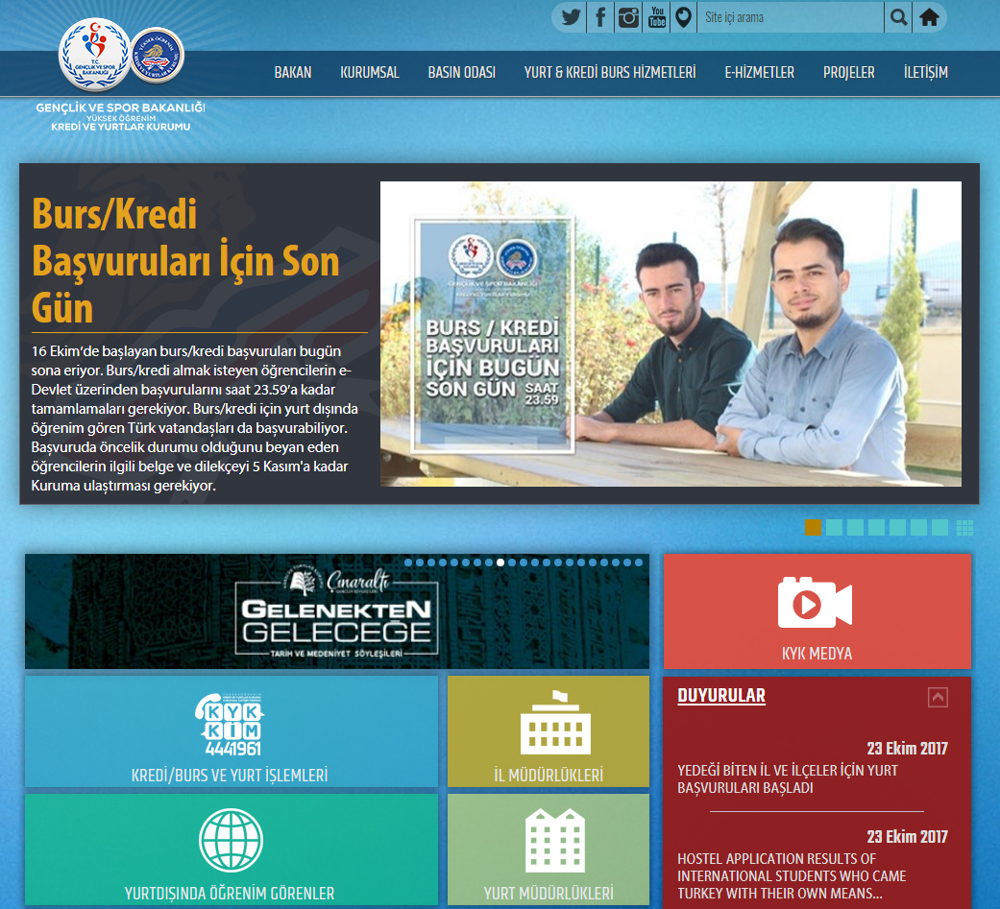 Site içi arama
T.C.
GENÇLİK VE SPOR
BAKANLIĞI
GENÇLİK VE SPOR BAKANLIĞI
YÜKSEK ÖĞRENİM
KREDİ VE YURTLAR KURUMU
BAKAN KURUMSAL BASIN ODASI YURT & KREDİ BURS HİZMETLERİ E-HİZMETLER PROJELER İLETİŞİM
Burs/Kredi
Başvuruları İçin Son
Gün
16 Ekim'de başlayan burs/kredi başvuruları bugün
sona eriyor. Burs/kredi almak isteyen öğrencilerin e-
Devlet üzerinden başvurularını saat 23.59’a kadar
tamamlamaları gerekiyor. Burs/kredi için yurt dışında
öğrenim gören Türk vatandaşları da başvurabiliyor.
Başvuruda öncelik durumu olduğunu beyan eden
öğrencilerin ilgili belge ve dilekçeyi 5 Kasım'a kadar
Kuruma ulaştırması gerekiyor.
GENÇLİK VE SPOR BAKANLIĞI
BURS / KREDİ
BAŞVURULARI
İÇİN BUGÜN
SON GÜN SAAT
23.59
Çınaraltı
GELENEKTEN
GELECEĞE
TARİH VE MEDENİYET SÖYLEŞİLERİ
KYK MEDYA
KYK
KİM
4441961
KREDİ/BURS VE YURT İŞLEMLERİ
İL MÜDÜRLÜKLERİ
YURTDIŞINDA ÖĞRENİM GÖRENLER
YURT MÜDÜRLÜKLERİ
DUYURULAR
23 Ekim 2017
YEDEĞİ BİTEN İL VE İLÇELER İÇİN YURT
BAŞVURULARI BAŞLADI
23 Ekim 2017
HOSTEL APPLICATION RESULTS OF
INTERNATIONAL STUDENTS WHO CAME
TURKEY WITH THEIR OWN MEANS...